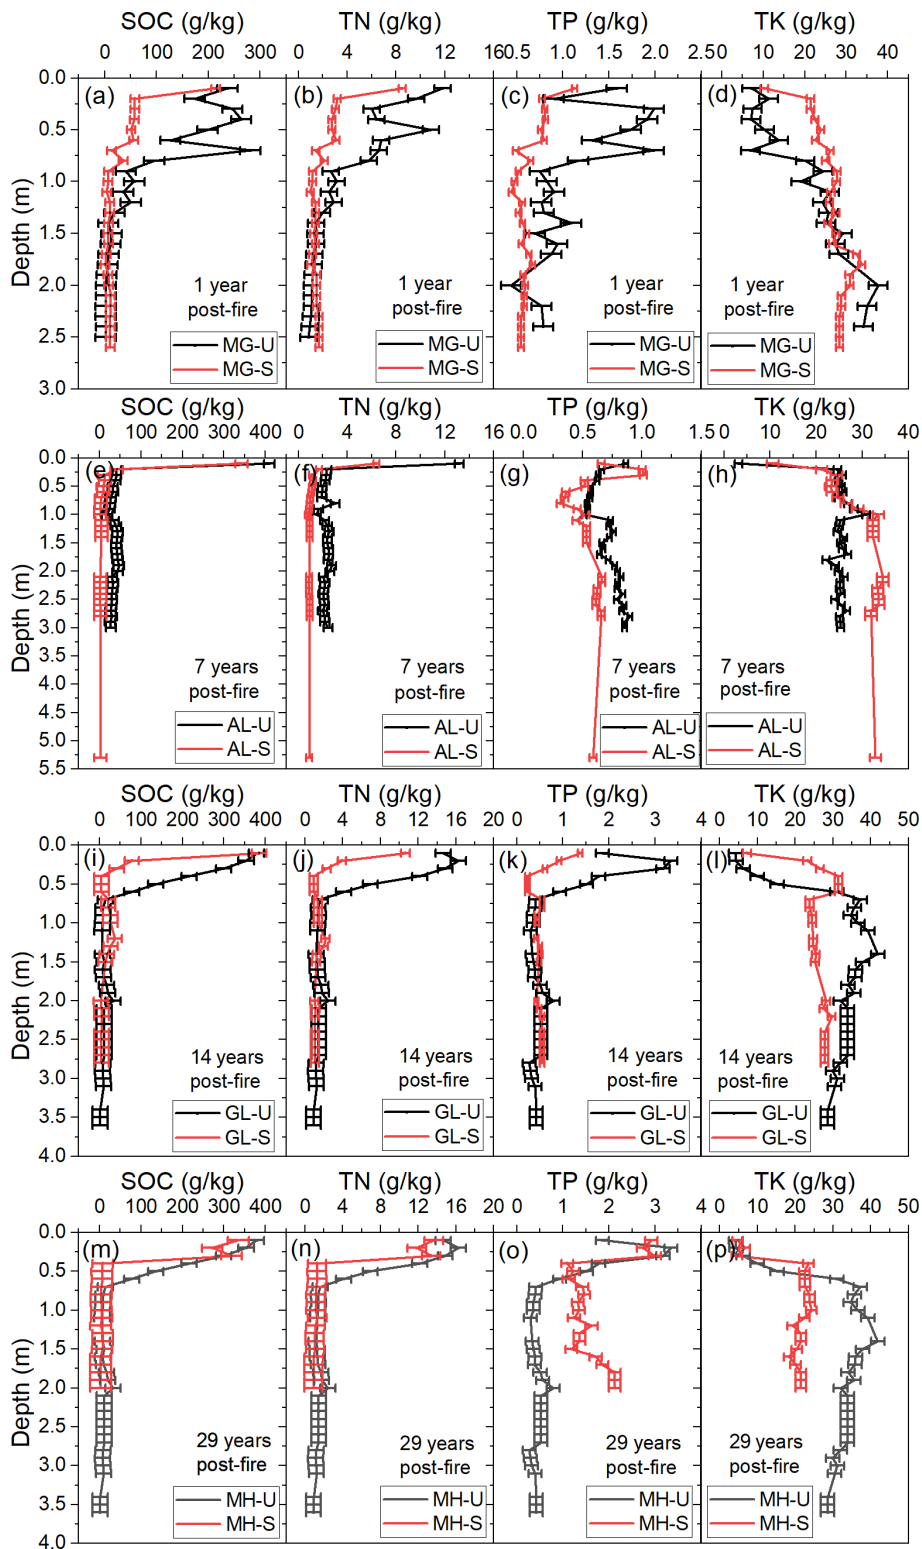 SOC (g/kg) TN (g/kg) TP (g/kg) TK (g/kg)
0 100 200 300 0 4 8 12 16 0.5 1.0 1.5 2.0 2.5 0 10 20 30 40 50
0.0
0.5
1.0
1.5
2.0
2.5
3.0
Depth (m)
(a) (b) (c) (d)
1 year 1 year 1 year 1 year
post-fire post-fire post-fire post-fire
MG-U MG-U MG-U MG-U
MG-S MG-S MG-S MG-S
SOC (g/kg) TN (g/kg) TP (g/kg) TK (g/kg)
0 100 200 300 400 0 4 8 12 16 0.0 0.5 1.0 1.5 0 10 20 30 40
0.0
0.5
1.0
1.5
2.0
2.5
3.0
3.5
4.0
4.5
5.0
5.5
Depth (m)
(e) (f) (g) (h)
7 years 7 years 7 years 7 years
post-fire post-fire post-fire post-fire
AL-U AL-U AL-U AL-U
AL-S AL-S AL-S AL-S
SOC (g/kg) TN (g/kg) TP (g/kg) TK (g/kg)
0 100 200 300 400 0 4 8 12 16 20 0 1 2 3 4 0 10 20 30 40 50
0.0
0.5
1.0
1.5
2.0
2.5
3.0
3.5
4.0
Depth (m)
(i) (j) (k) (l)
14 years 14 years 14 years 14 years
post-fire post-fire post-fire post-fire
GL-U GL-U GL-U GL-U
GL-S GL-S GL-S GL-S
SOC (g/kg) TN (g/kg) TP (g/kg) TK (g/kg)
0 100 200 300 400 0 4 8 12 16 20 0 1 2 3 4 0 10 20 30 40 50
0.0
0.5
1.0
1.5
2.0
2.5
3.0
3.5
4.0
Depth (m)
(m) (n) (o) (p)
29 years 29 years 29 years 29 years
post-fire post-fire post-fire post-fire
MH-U MH-U MH-U MH-U
MH-S MH-S MH-S MH-S